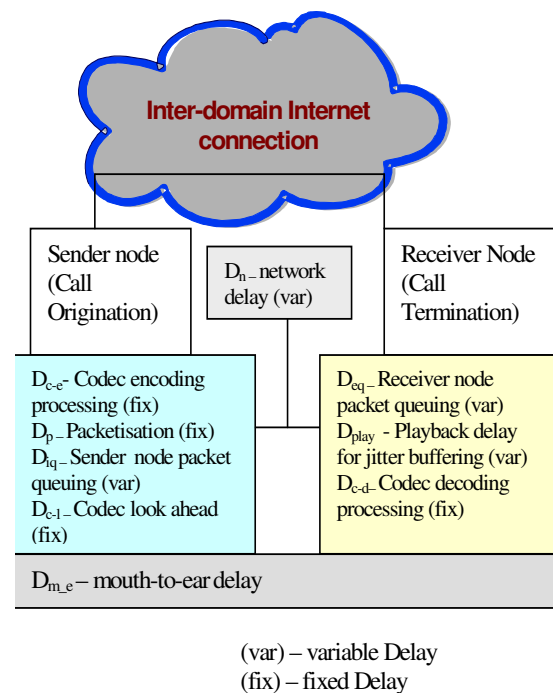 Inter-domain Internet
connection
Sender node
(Call
Origination)
Dn – network
delay (var)
Receiver Node
(Call
Termination)
Dc-e- Codec encoding
processing (fix)
Dp – Packetisation (fix)
Diq – Sender node packet
queuing (var)
Dc-l – Codec look ahead
(fix)
Deq – Receiver node
packet queuing (var)
Dplay - Playback delay
for jitter buffering (var)
Dc-d– Codec decoding
processing (fix)
Dm_e – mouth-to-ear delay
(var) – variable Delay
(fix) – fixed Delay